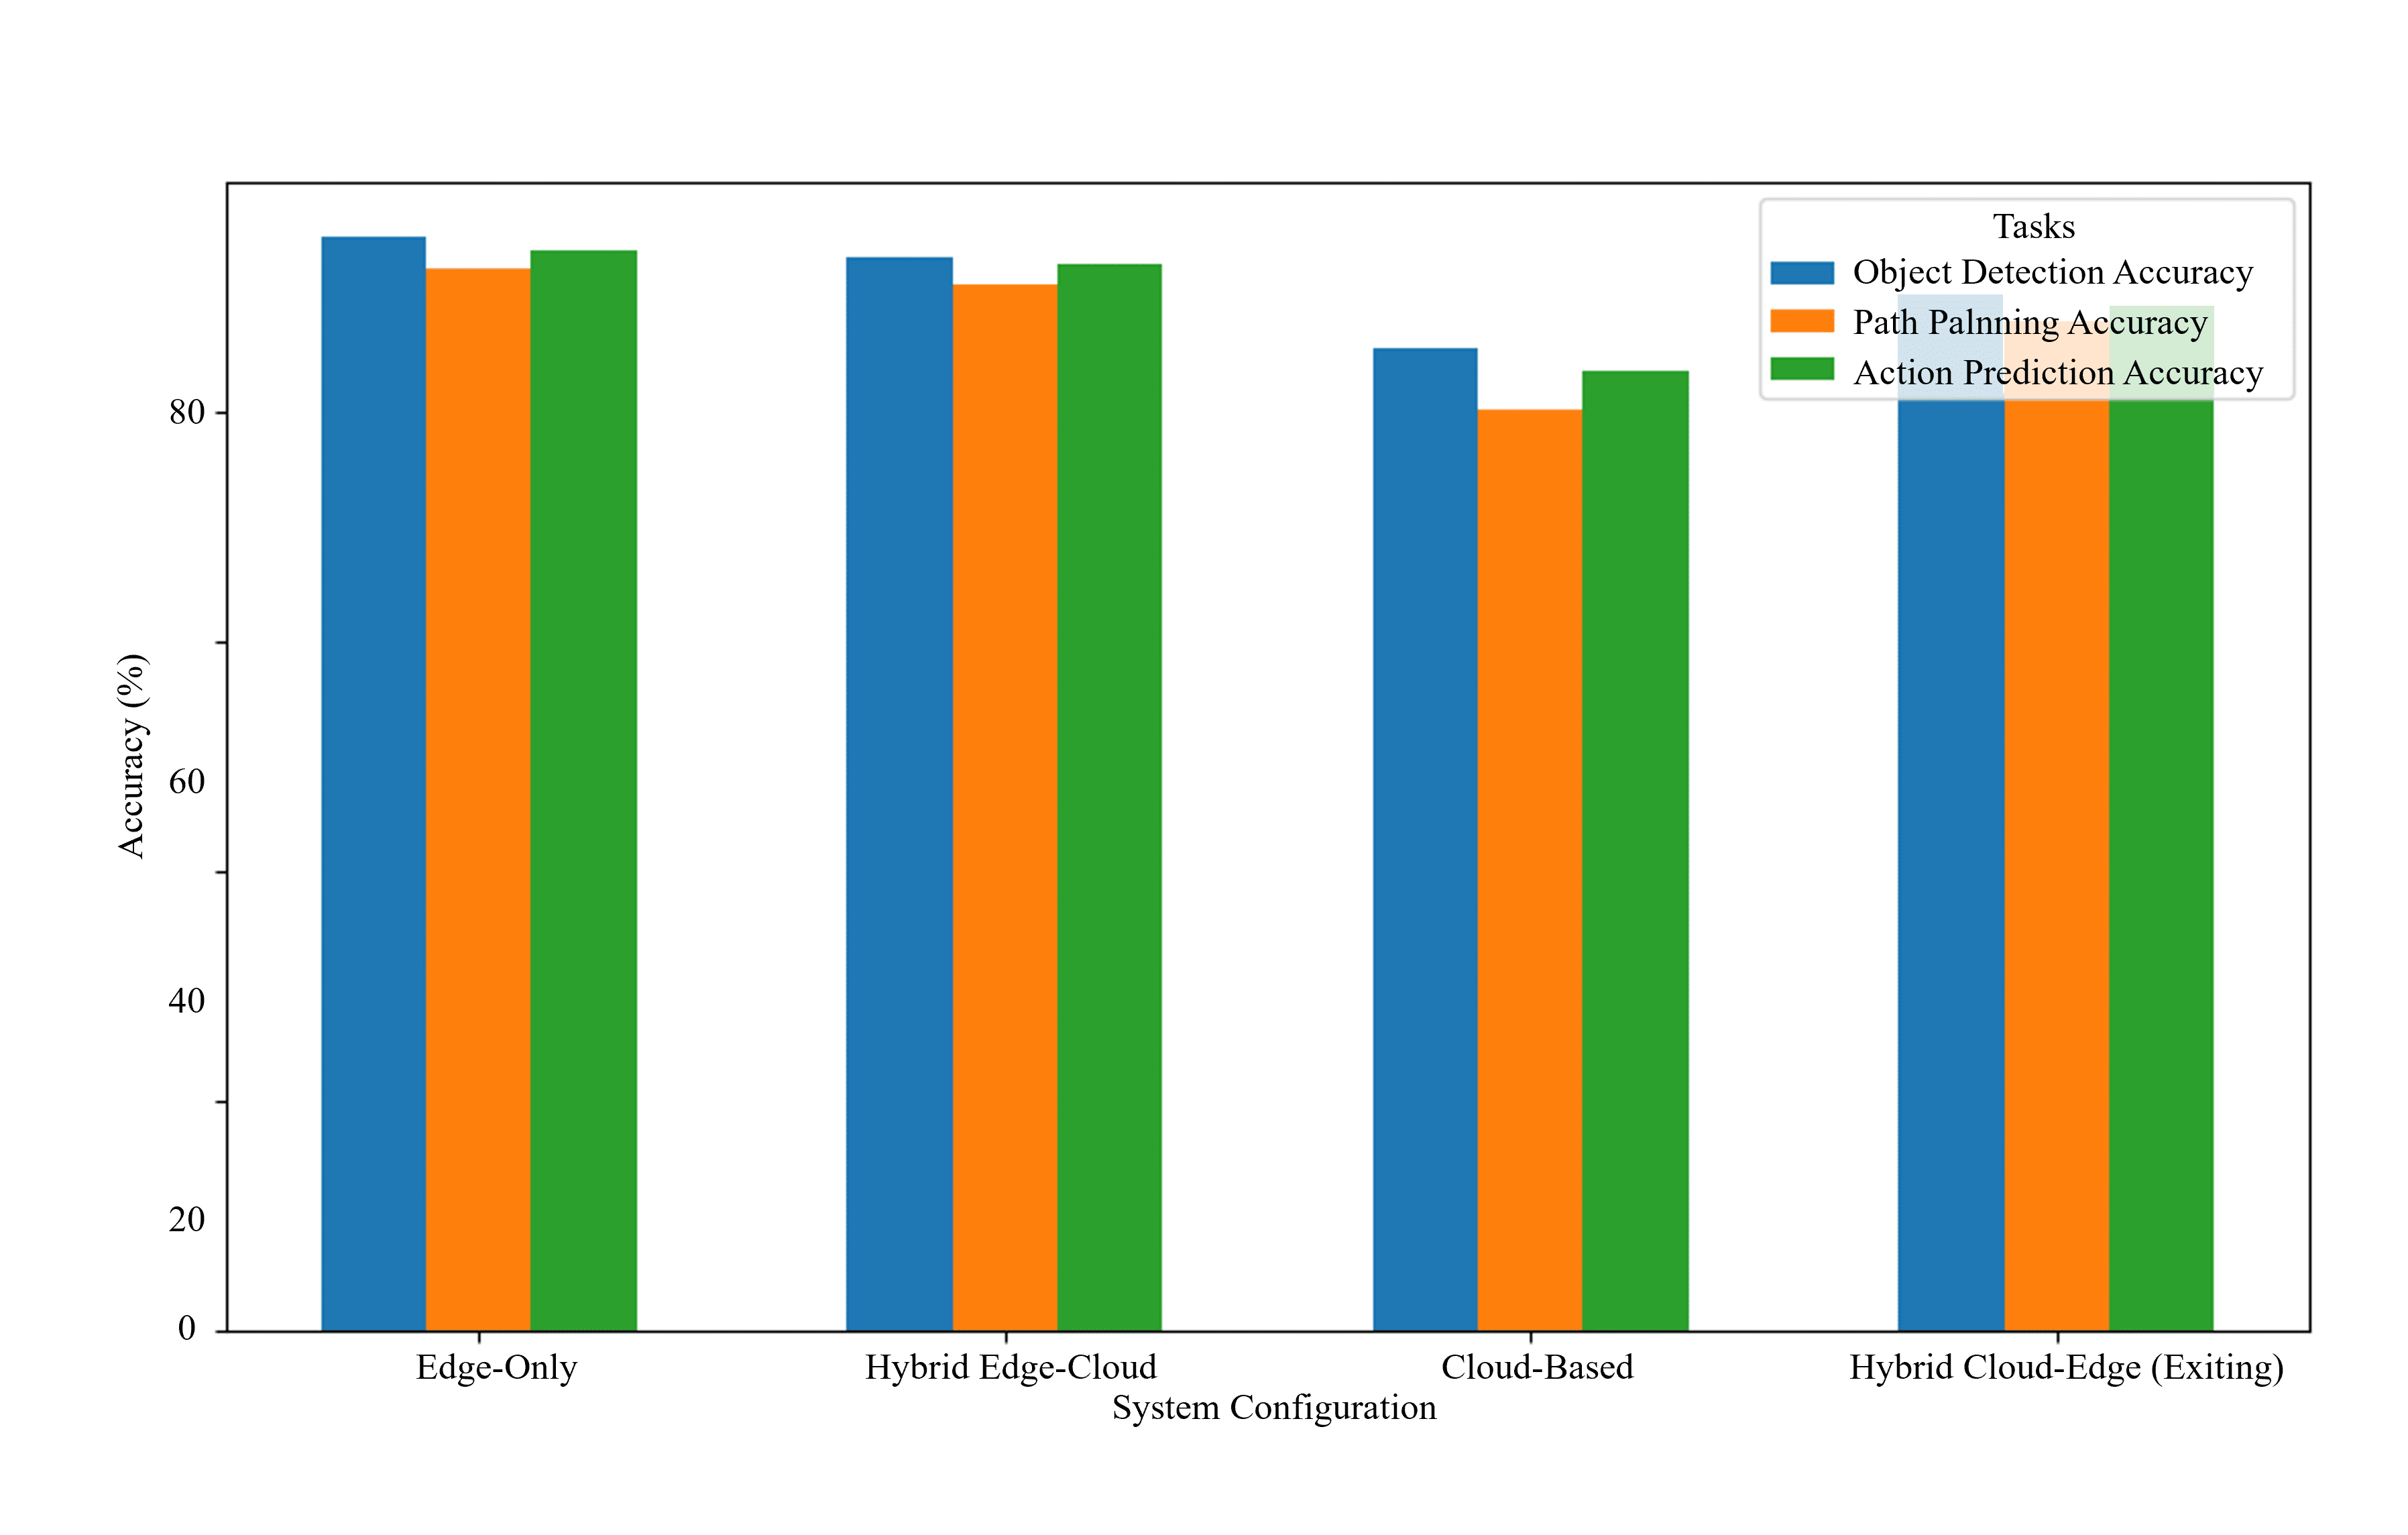 Tasks
Object Detection Accuracy
Path Palnning Accuracy
Action Prediction Accuracy
80
60
40
20
0
Accuracy (%)
Edge-Only
Hybrid Edge-Cloud
Cloud-Based
Hybrid Cloud-Edge (Exiting)
System Configuration